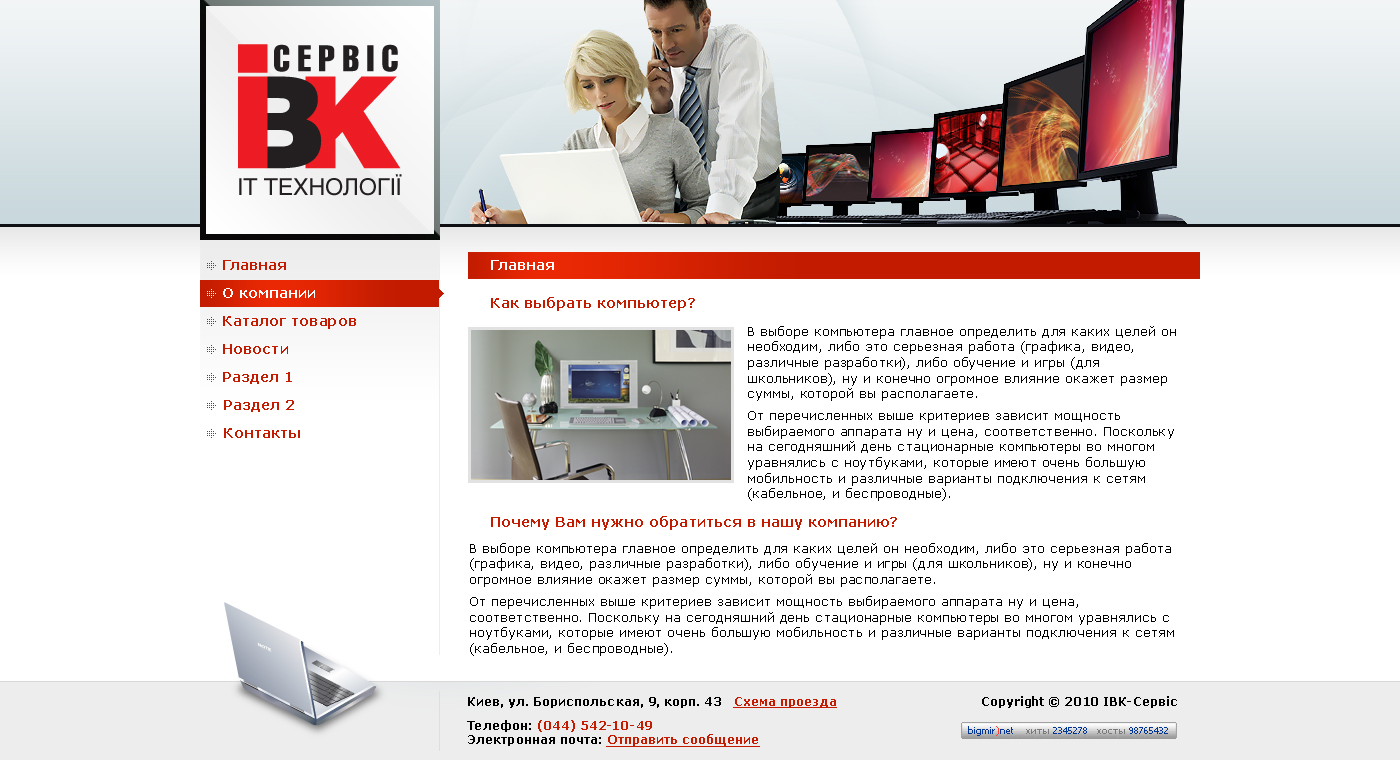 СЕРВІС
ІВК
ІТ ТЕХНОЛОГІЇ
Главная
О компании
Каталог товаров
Новости
Раздел 1
Раздел 2
Контакты
Главная
Как выбрать компьютер?
В выборе компьютера главное определить для каких целей он
необходим, либо это серьезная работа (графика, видео,
различные разработки), либо обучение и игры (для
школьников), ну и конечно огромное влияние окажет размер
суммы, которой вы располагаете.
От перечисленных выше критериев зависит мощность
выбираемого аппарата ну и цена, соответственно. Поскольку
на сегодняшний день стационарные компьютеры во многом
уравнялись с ноутбуками, которые имеют очень большую
мобильность и различные варианты подключения к сетям
(кабельное, и беспроводные).
Почему Вам нужно обратиться в нашу компанию?
В выборе компьютера главное определить для каких целей он необходим, либо это серьезная работа
(графика, видео, различные разработки), либо обучение и игры (для школьников), ну и конечно
огромное влияние окажет размер суммы, которой вы располагаете.
От перечисленных выше критериев зависит мощность выбираемого аппарата ну и цена,
соответственно. Поскольку на сегодняшний день стационарные компьютеры во многом уравнялись с
ноутбуками, которые имеют очень большую мобильность и различные варианты подключения к сетям
(кабельное, и беспроводные).
Киев, ул. Бориспольская, 9, корп. 43 Схема проезда
Телефон: (044) 542-10-49
Электронная почта: Отправить сообщение
Copyright © 2010 ІВК-Сервіс
bigmir)net хиты 2345278 хосты 98765432